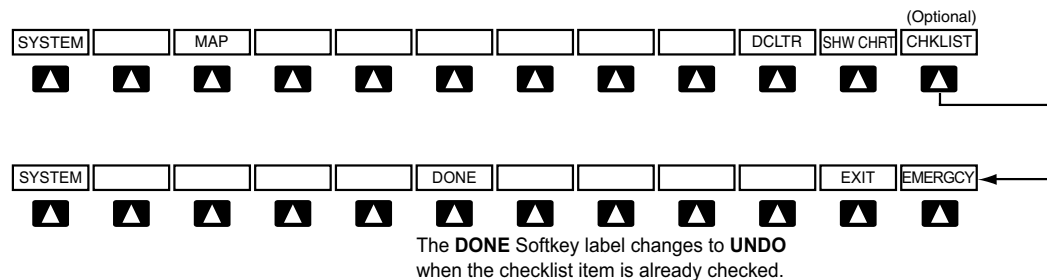 (Optional)
SYSTEM MAP DCLTR SHW CHRT CHKLIST
SYSTEM DONE EXIT EMERGCY
The DONE Softkey label changes to UNDO
when the checklist item is already checked.